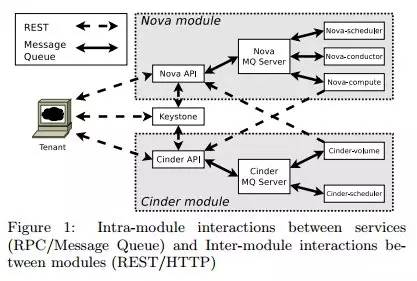 REST
Message
Queue
Nova module
Nova API
Nova
MQ Server
Nova-scheduler
Nova-conductor
Nova-compute
Keystone
Tenant
Cinder API
Cinder
MQ Server
Cinder-volume
Cinder-scheduler
Cinder module
Figure 1: Intra-module interactions between services
(RPC/Message Queue) and Inter-module interactions be-
tween modules (REST/HTTP)